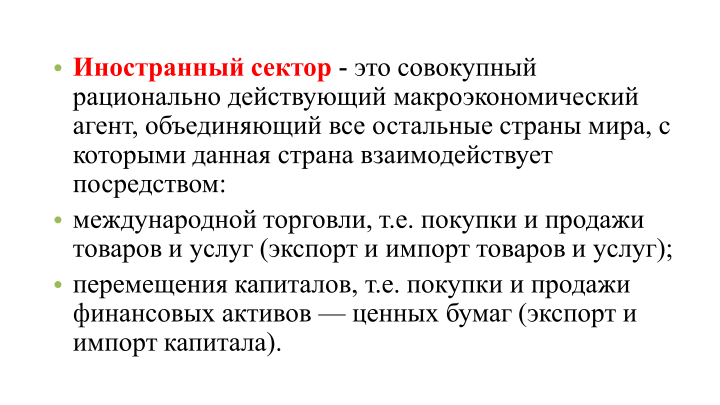 • Иностранный сектор - это совокупный
рационально действующий макроэкономический
агент, объединяющий все остальные страны мира, с
которыми данная страна взаимодействует
посредством:
• международной торговли, т.е. покупки и продажи
товаров и услуг (экспорт и импорт товаров и услуг);
• перемещения капиталов, т.е. покупки и продажи
финансовых активов — ценных бумаг (экспорт и
импорт капитала).